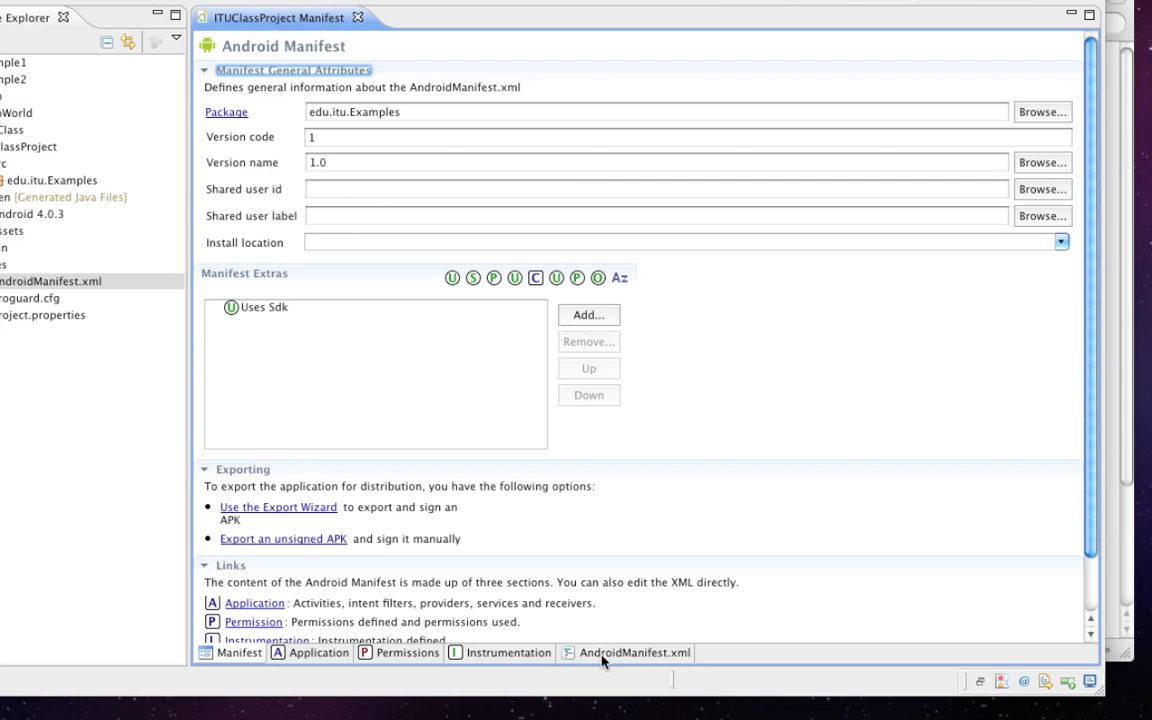 e Explorer
ITUClassProject Manifest
Android Manifest
Manifest General Attributes
Defines general information about the AndroidManifest.xml
Package edu.itu.Examples Browse...
Version code 1
Version name 1.0 Browse...
Shared user id Browse...
Shared user label Browse...
Install location
Manifest Extras U S P U C U P O Az
U Uses Sdk
Add...
Remove...
Up
Down
Exporting
To export the application for distribution, you have the following options:
Use the Export Wizard to export and sign an
APK
Export an unsigned APK and sign it manually
Links
The content of the Android Manifest is made up of three sections. You can also edit the XML directly.
A Application: Activities, intent filters, providers, services and receivers.
P Permission: Permissions defined and permissions used.
I Instrumentation: Instrumentation defined.
Manifest A Application P Permissions I Instrumentation AndroidManifest.xml
mple1
mple2
o
oWorld
Class
lassProject
rc
edu.itu.Examples
en [Generated Java Files]
ndroid 4.0.3
ssets
in
es
ndroidManifest.xml
roguard.cfg
roject.properties